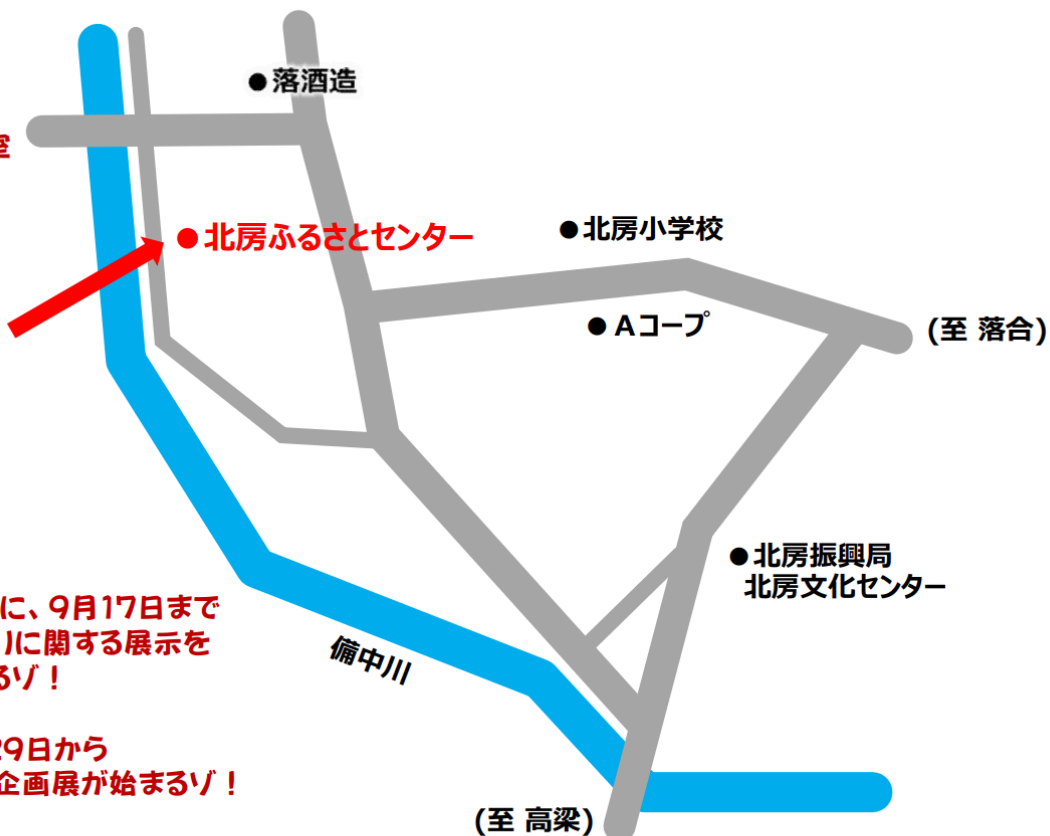 ●落酒造
室
●北房ふるさとセンター
●北房小学校
●Aコープ
(至 落合)
●北房振興局
北房文化センター
備中川
に、9月17日まで
に関する展示を
るゾ！
29日から
企画展が始まるゾ！
(至 高梁)